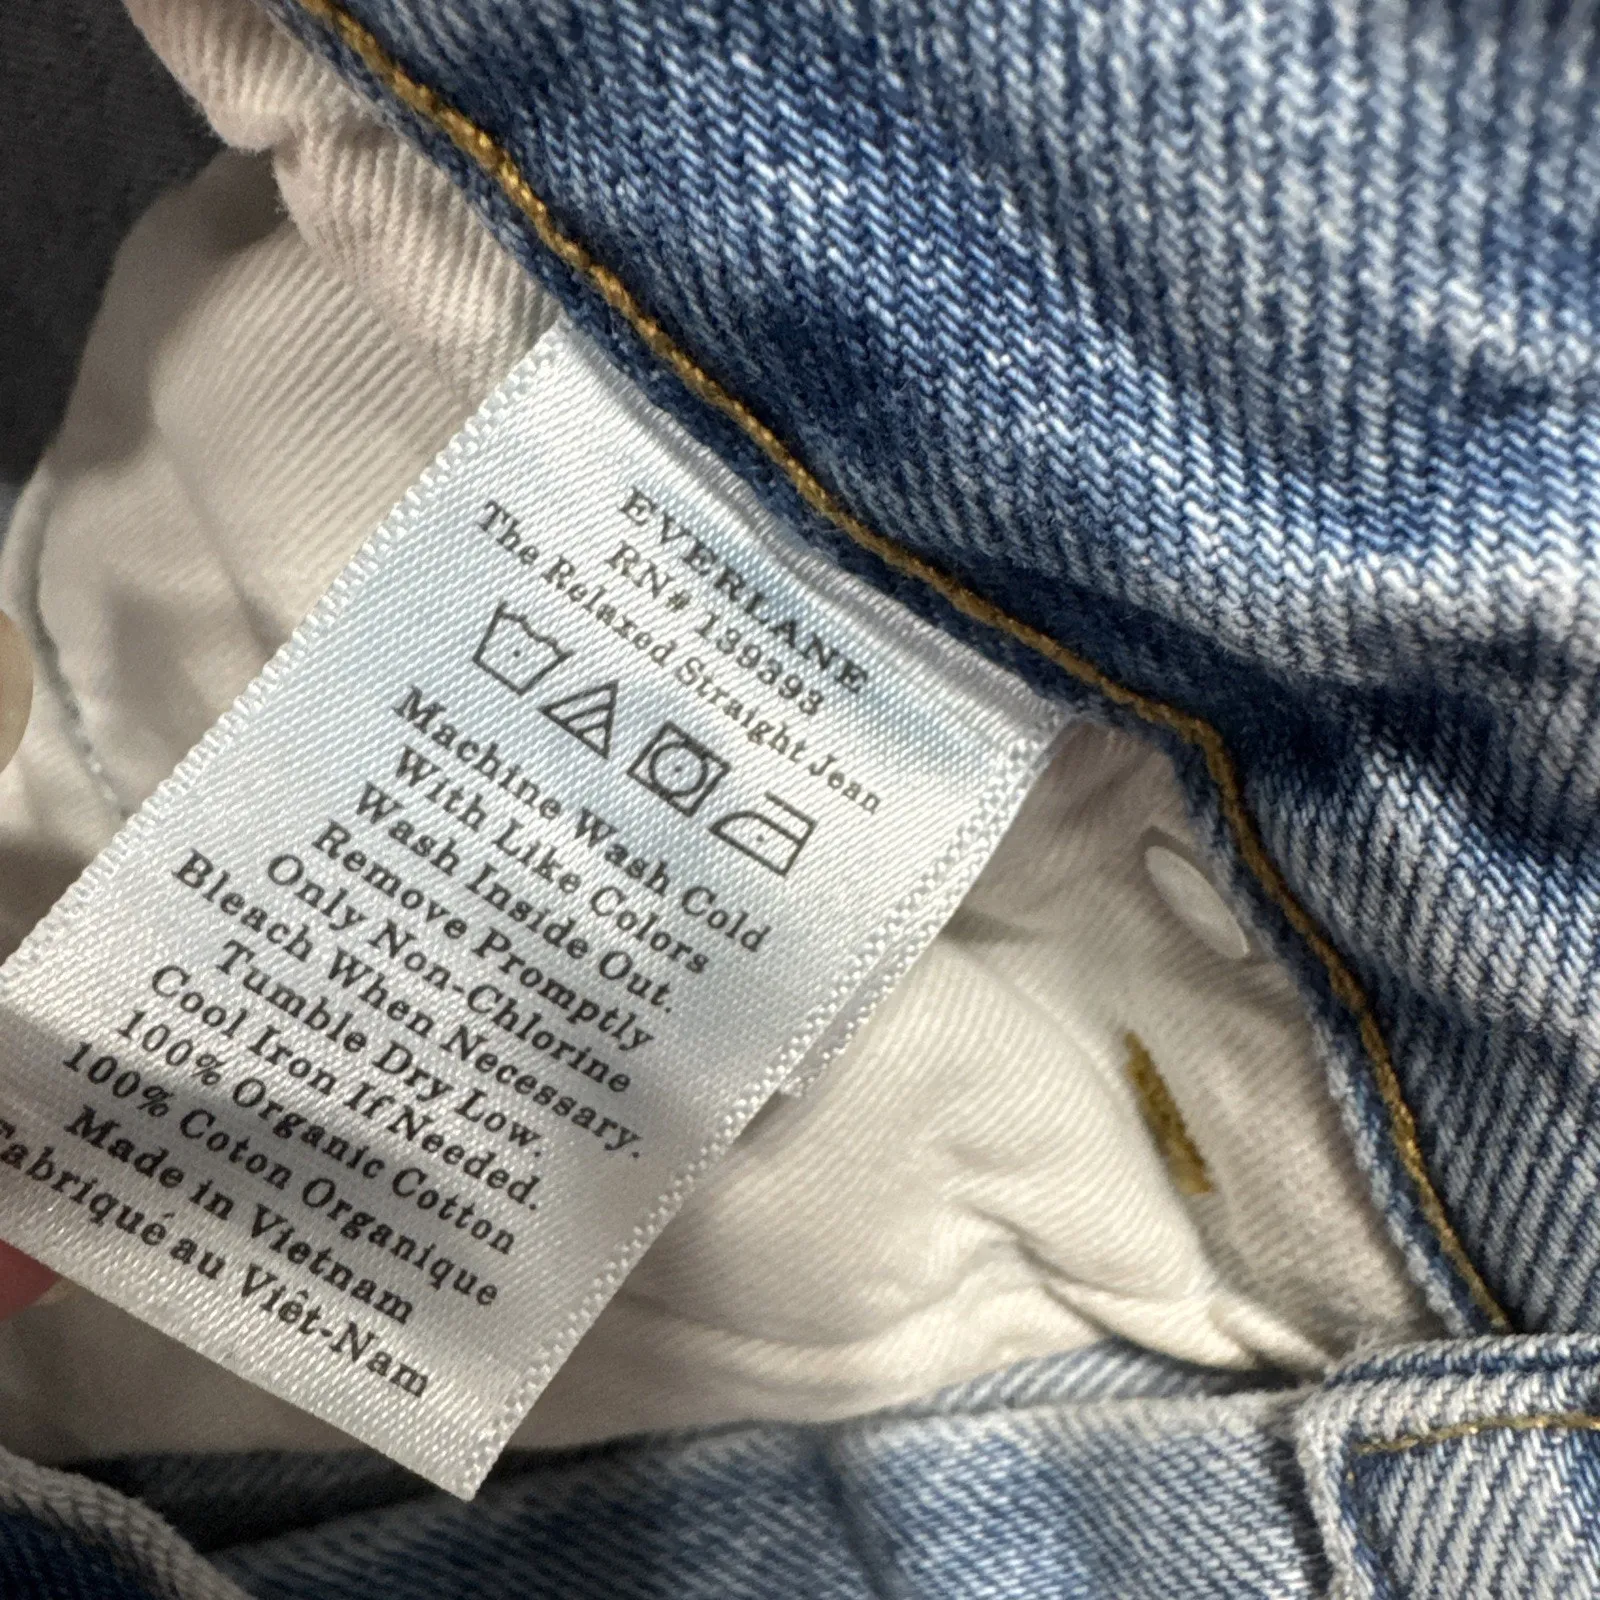 EVERLANE
RN# 139393
The Relaxed Straight Jean
Machine Wash Cold
With Like Colors
Wash Inside Out.
Remove Promptly
Only Non-Chlorine
Bleach When Necessary.
Tumble Dry Low.
Cool Iron If Needed.
100% Organic Cotton
100% Coton Organique
Made in Vietnam
Fabriqué au Viêt-Nam